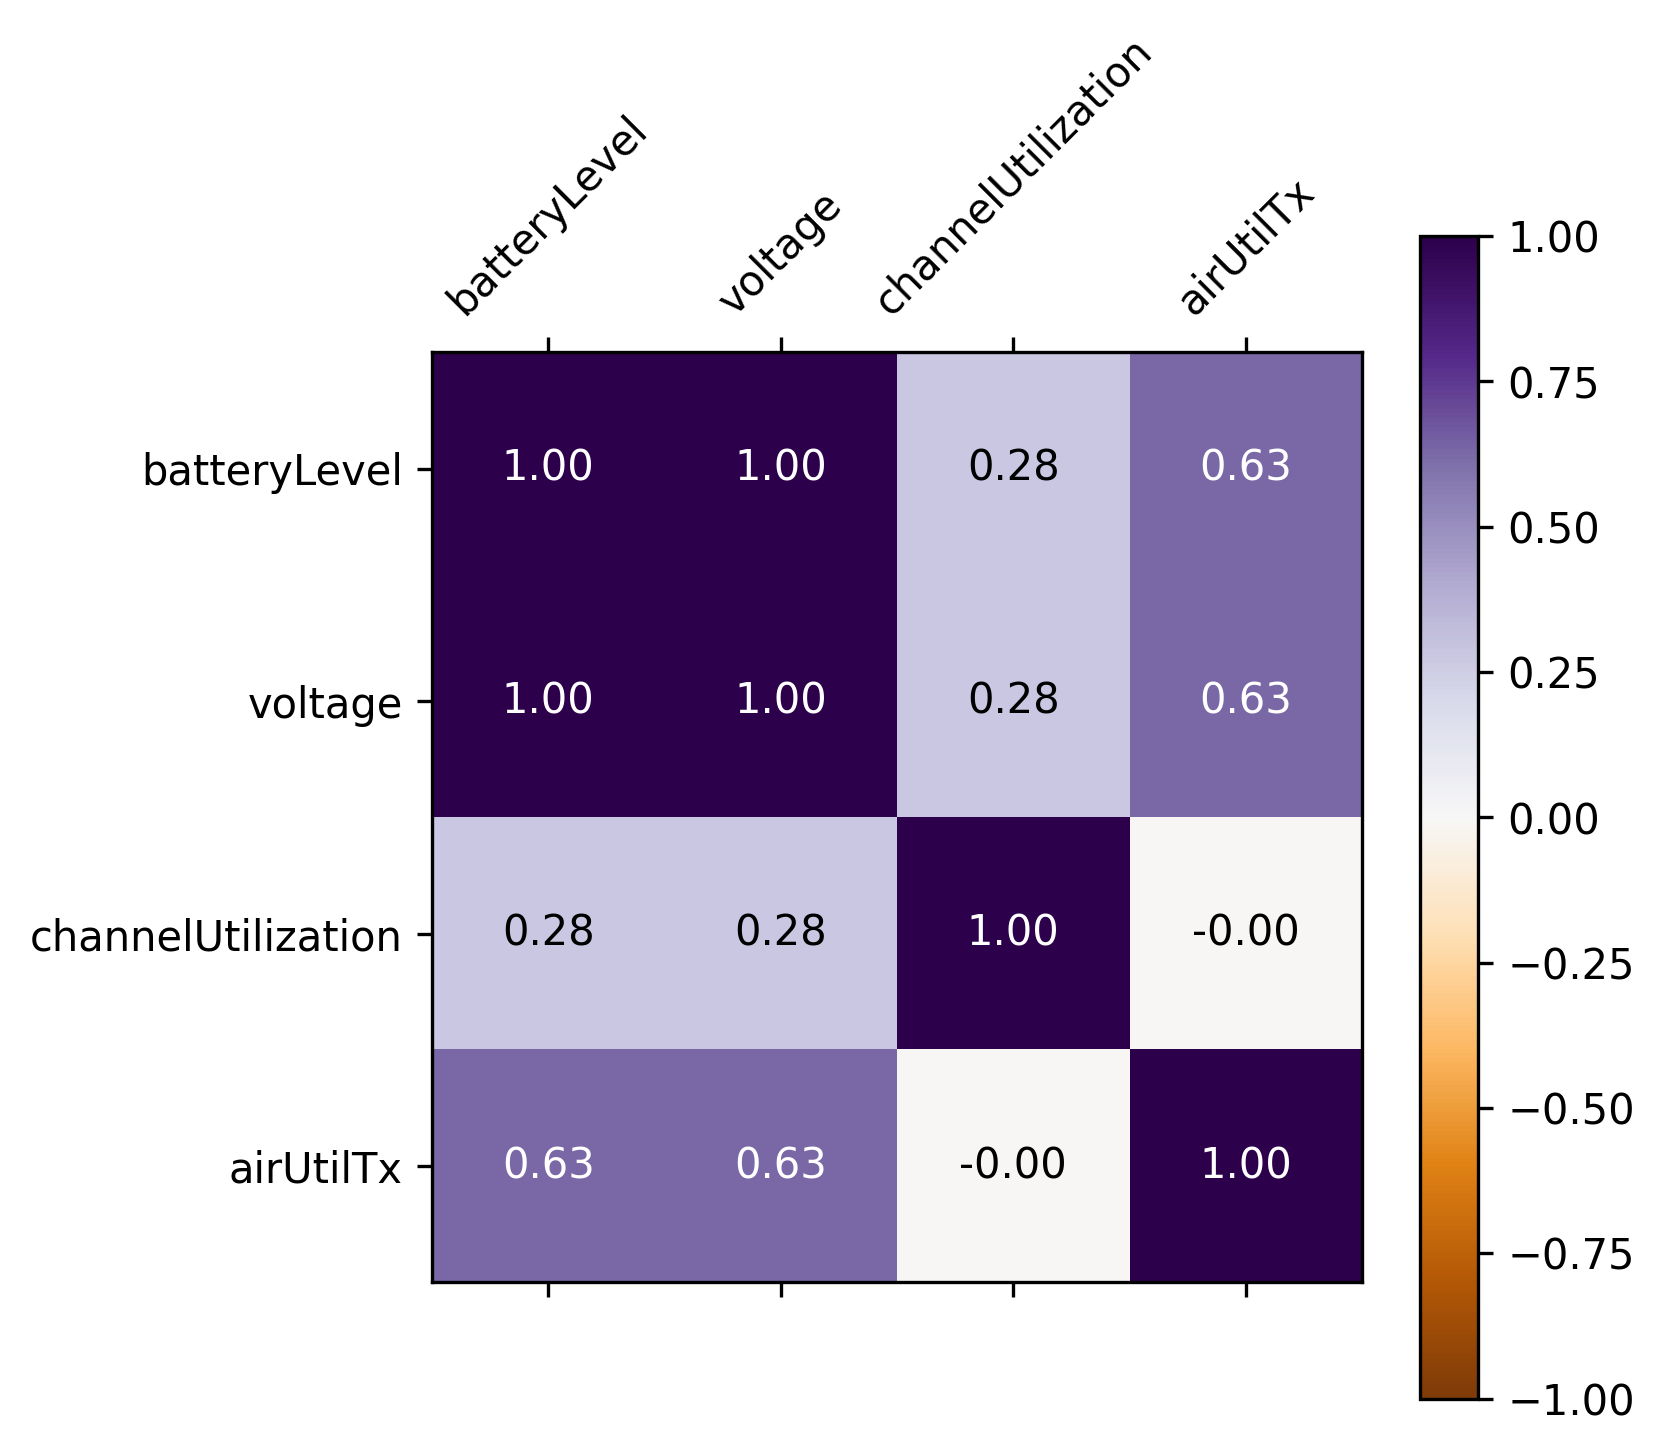 batteryLevel voltage channelUtilization airUtilTx
batteryLevel 1.00 1.00 0.28 0.63
voltage 1.00 1.00 0.28 0.63
channelUtilization 0.28 0.28 1.00 -0.00
airUtilTx 0.63 0.63 -0.00 1.00
1.00
0.75
0.50
0.25
0.00
−0.25
−0.50
−0.75
−1.00